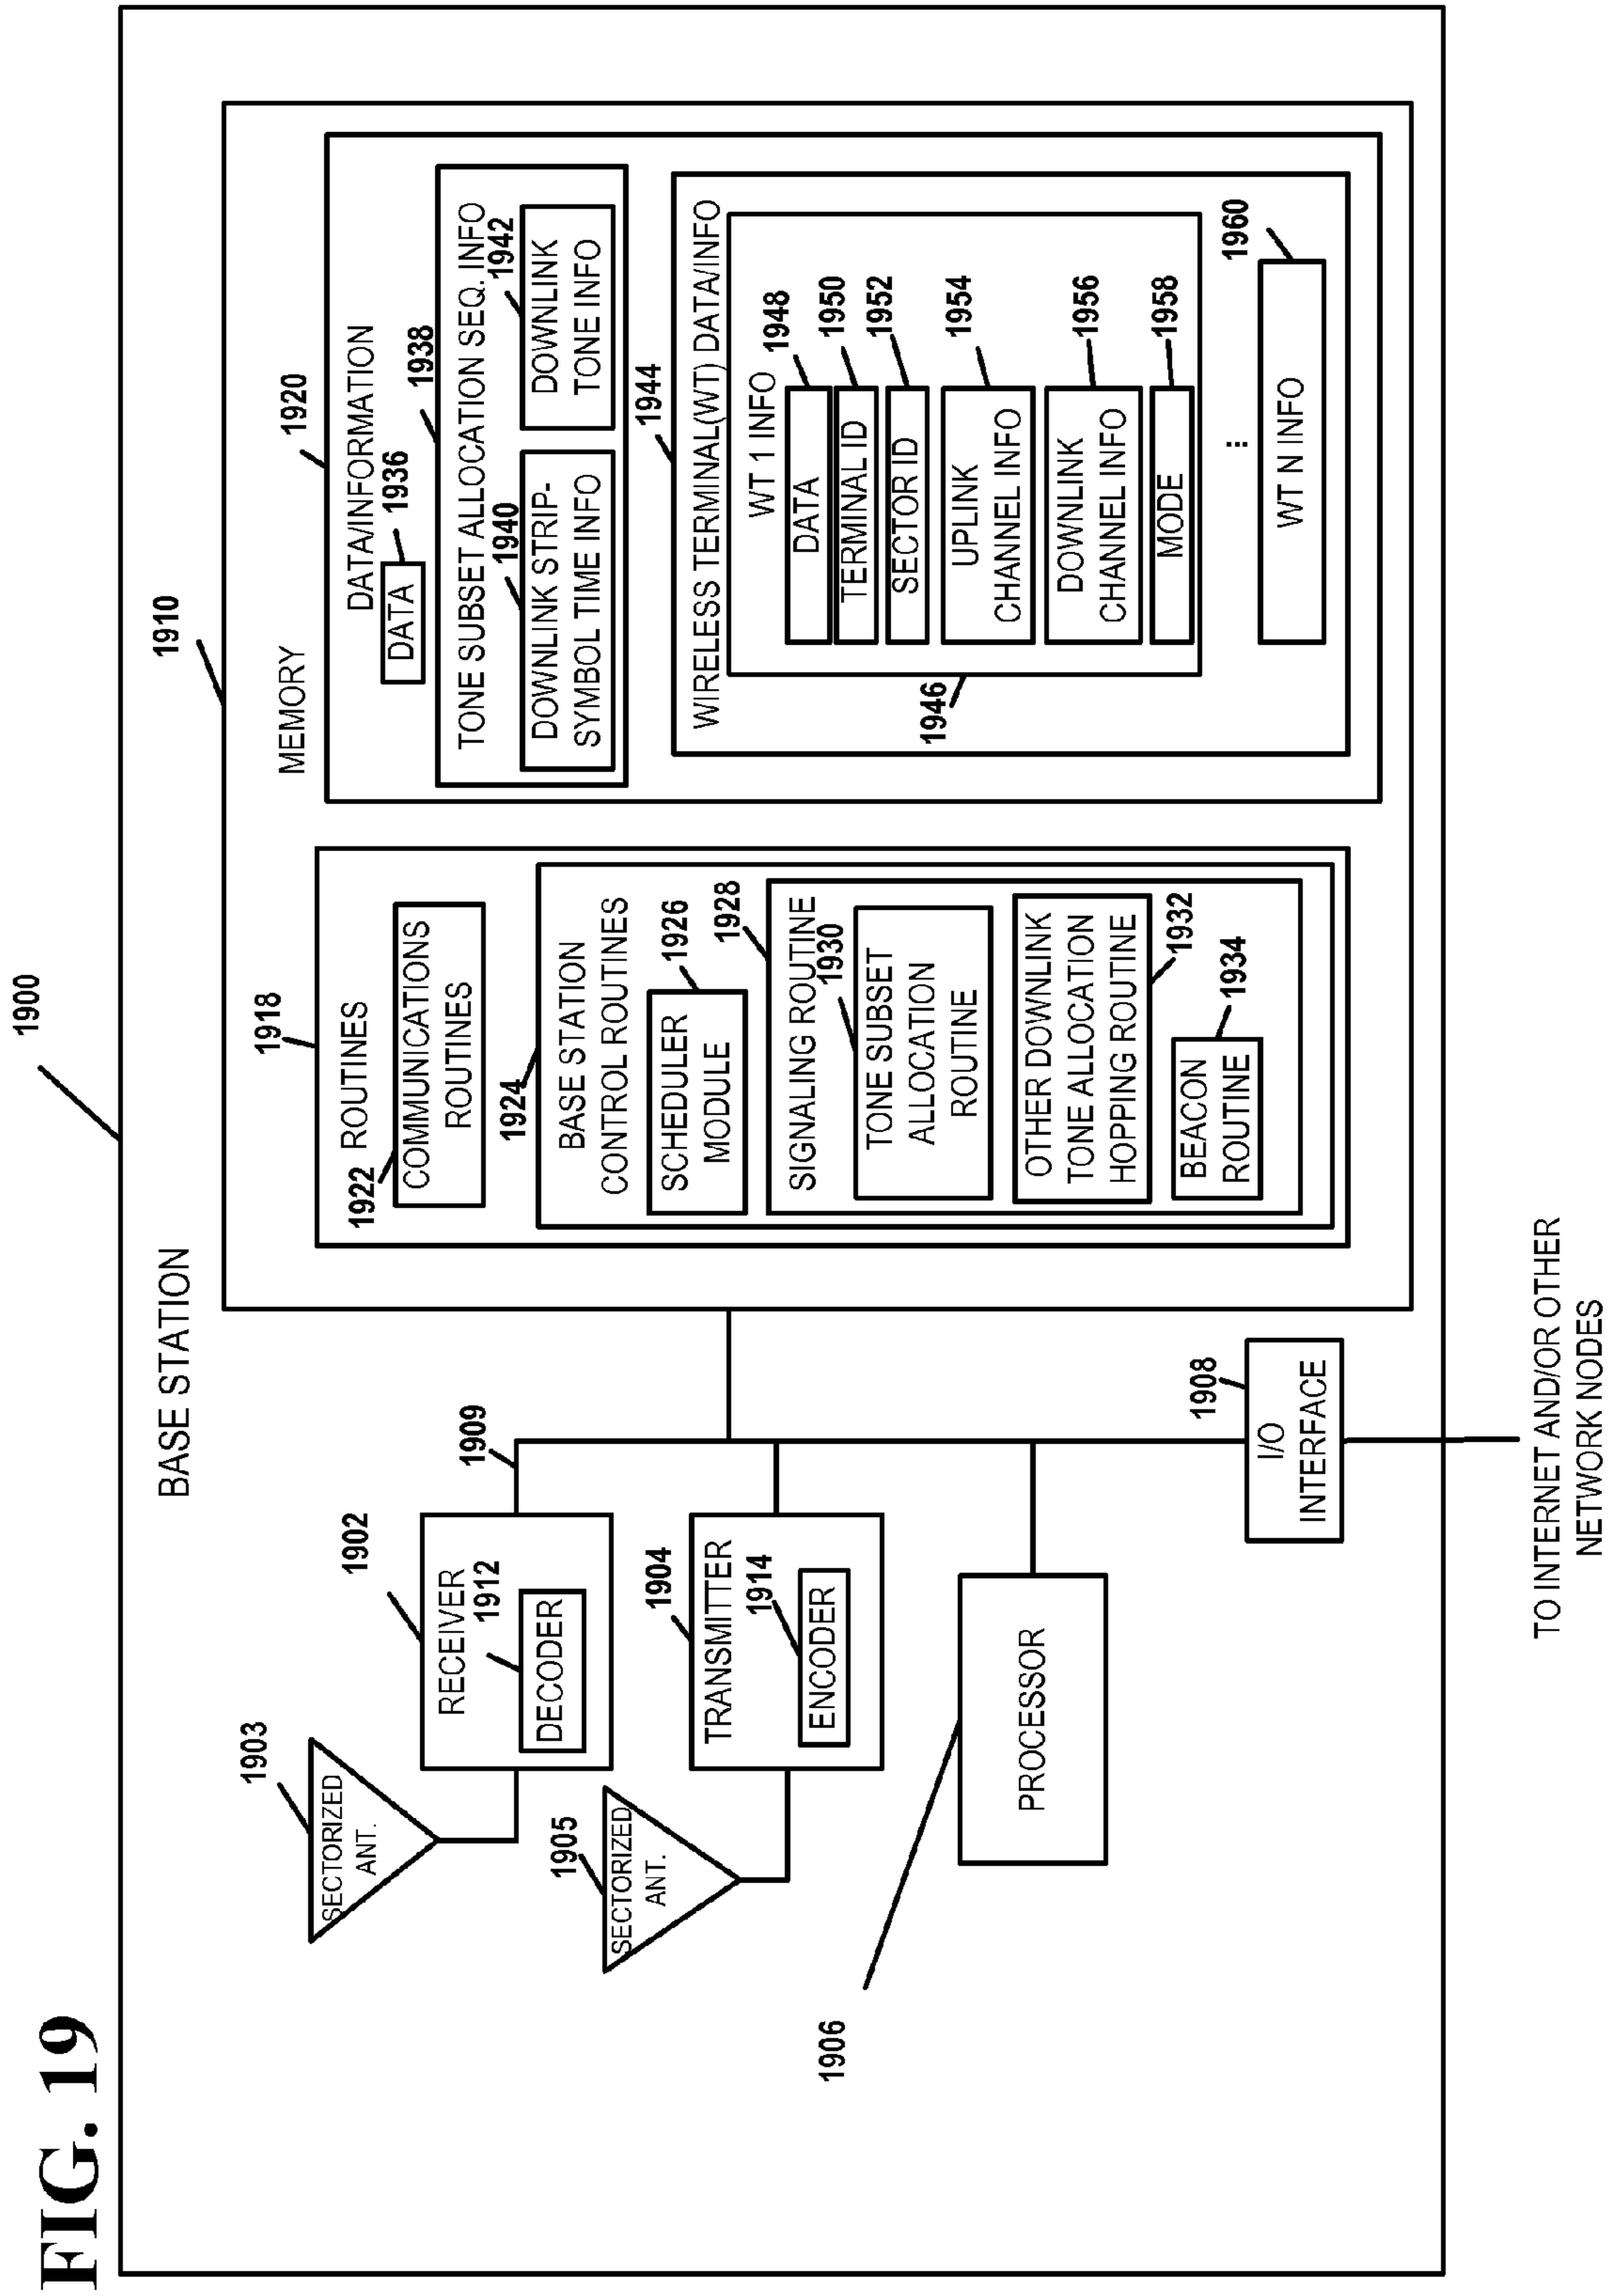 FIG. 19
1900
BASE STATION
1903
SECTORIZED
ANT.
1902
RECEIVER
1912
DECODER
1909
1905
SECTORIZED
ANT.
1904
TRANSMITTER
1914
ENCODER
1906
PROCESSOR
1908
I/O
INTERFACE
TO INTERNET AND/OR OTHER
NETWORK NODES
1910
MEMORY
1918
ROUTINES
1922
COMMUNICATIONS
ROUTINES
1924
BASE STATION
CONTROL ROUTINES
1926
SCHEDULER
MODULE
1928
SIGNALING ROUTINE
1930
TONE SUBSET
ALLOCATION
ROUTINE
OTHER DOWNLINK
TONE ALLOCATION
HOPPING ROUTINE
1932
1934
BEACON
ROUTINE
1920
DATA/INFORMATION
1936
DATA
1938
TONE SUBSET ALLOCATION SEQ. INFO
1940
DOWNLINK STRIP-
SYMBOL TIME INFO
1942
DOWNLINK
TONE INFO
1944
WIRELESS TERMINAL(WT) DATA/INFO
1946
WT 1 INFO
1948
DATA
1950
TERMINAL ID
1952
SECTOR ID
1954
UPLINK
CHANNEL INFO
1956
DOWNLINK
CHANNEL INFO
1958
MODE
...
1960
WT N INFO